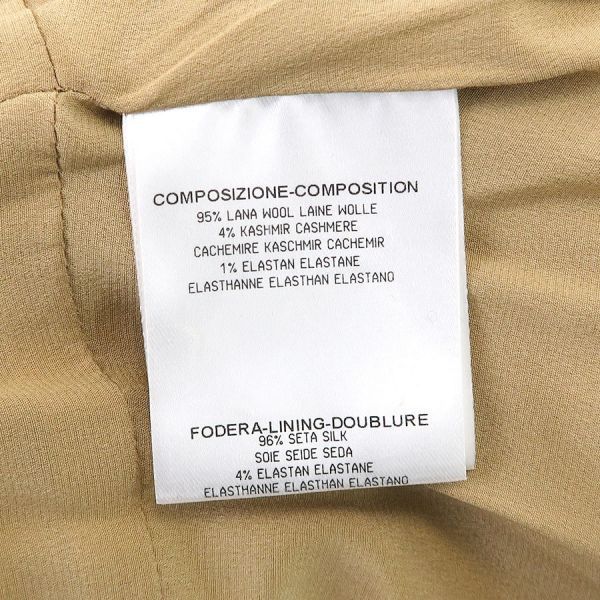 COMPOSIZIONE-COMPOSITION
95% LANA WOOL LAINE WOLLE
4% KASHMIR CASHMERE
CACHEMIRE KASCHMIR CACHEMIR
1% ELASTAN ELASTANE
ELASTHANNE ELASTHAN ELASTANO
FODERA-LINING-DOUBLURE
96% SETA SILK
SOIE SEIDE SEDA
4% ELASTAN ELASTANE
ELASTHANNE ELASTHAN ELASTANO